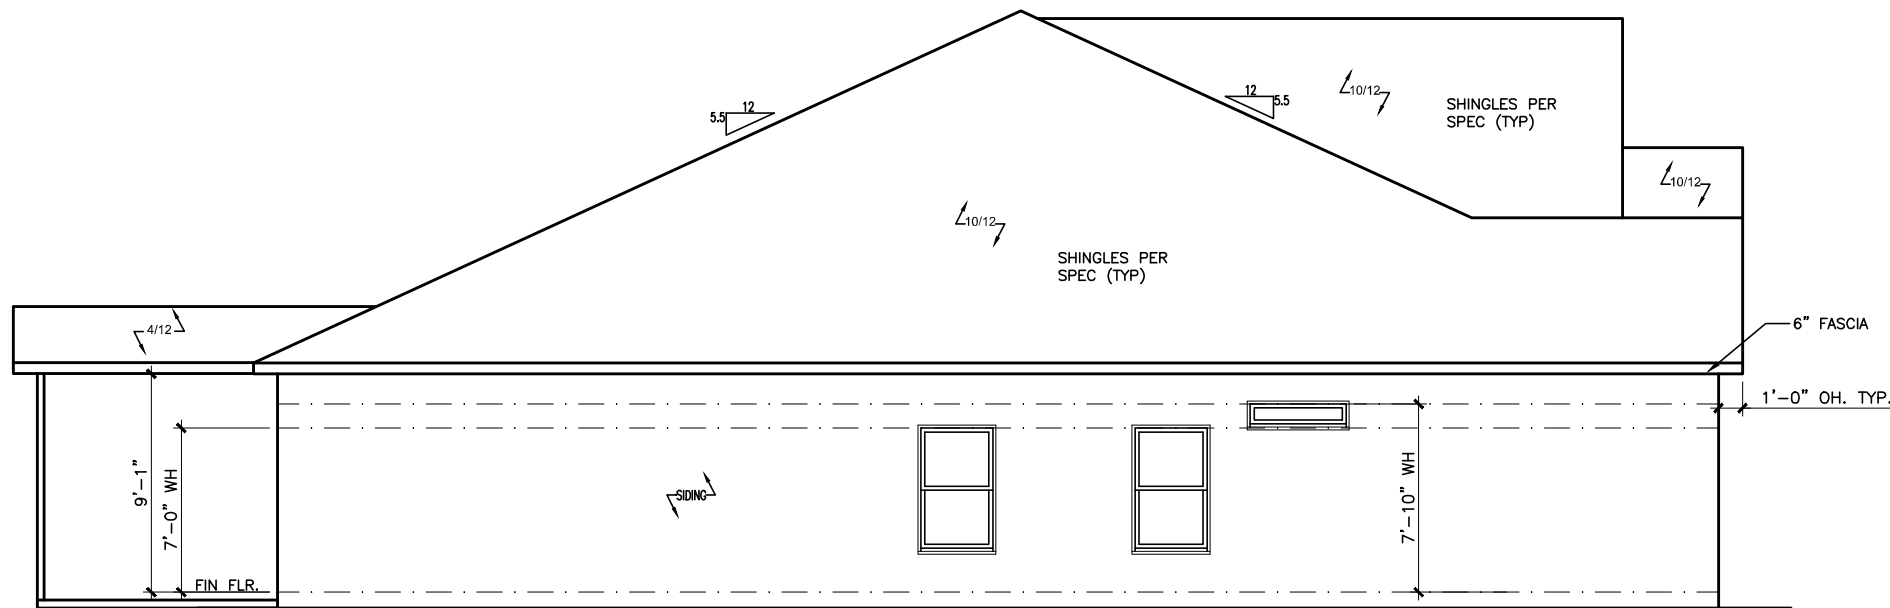 12
5.5
12
5.5
10/12
SHINGLES PER
SPEC (TYP)
10/12
10/12
SHINGLES PER
SPEC (TYP)
4/12
6" FASCIA
1'-0" OH. TYP.
9'-1"
7'-0" WH
SIDING
7'-10" WH
FIN FLR.